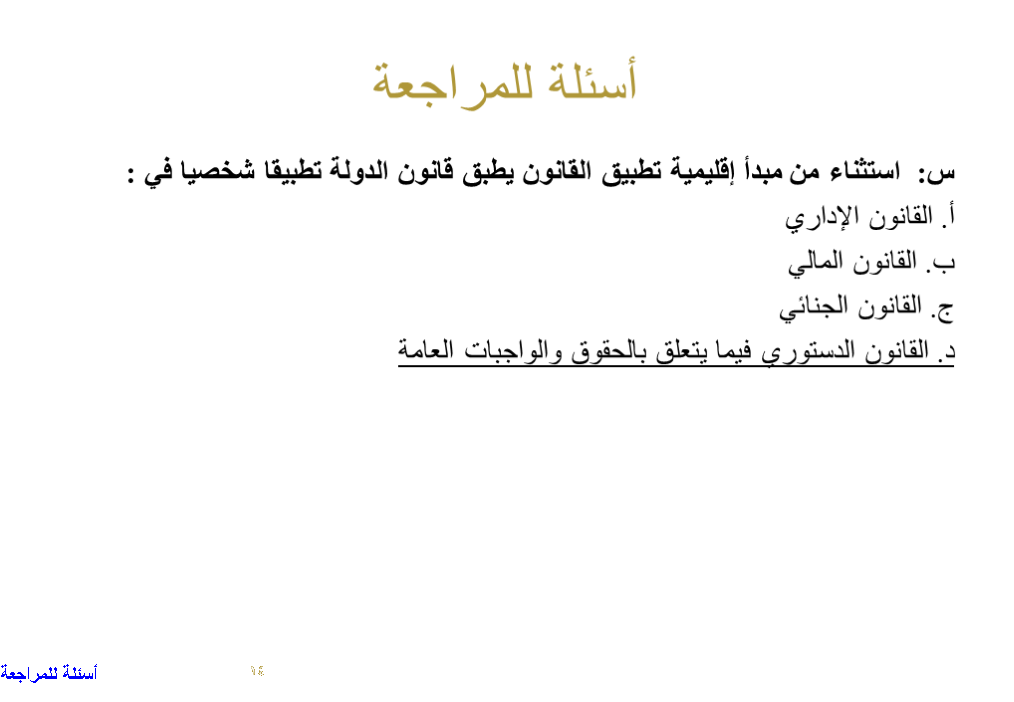 أسئلة للمراجعة
س: استثناء من مبدأ إقليمية تطبيق القانون يطبق قانون الدولة تطبيقا شخصيا في :
أ. القانون الإداري
ب. القانون المالي
ج. القانون الجنائي
د. القانون الدستوري فيما يتعلق بالحقوق والواجبات العامة
أسئلة للمراجعة
١٤